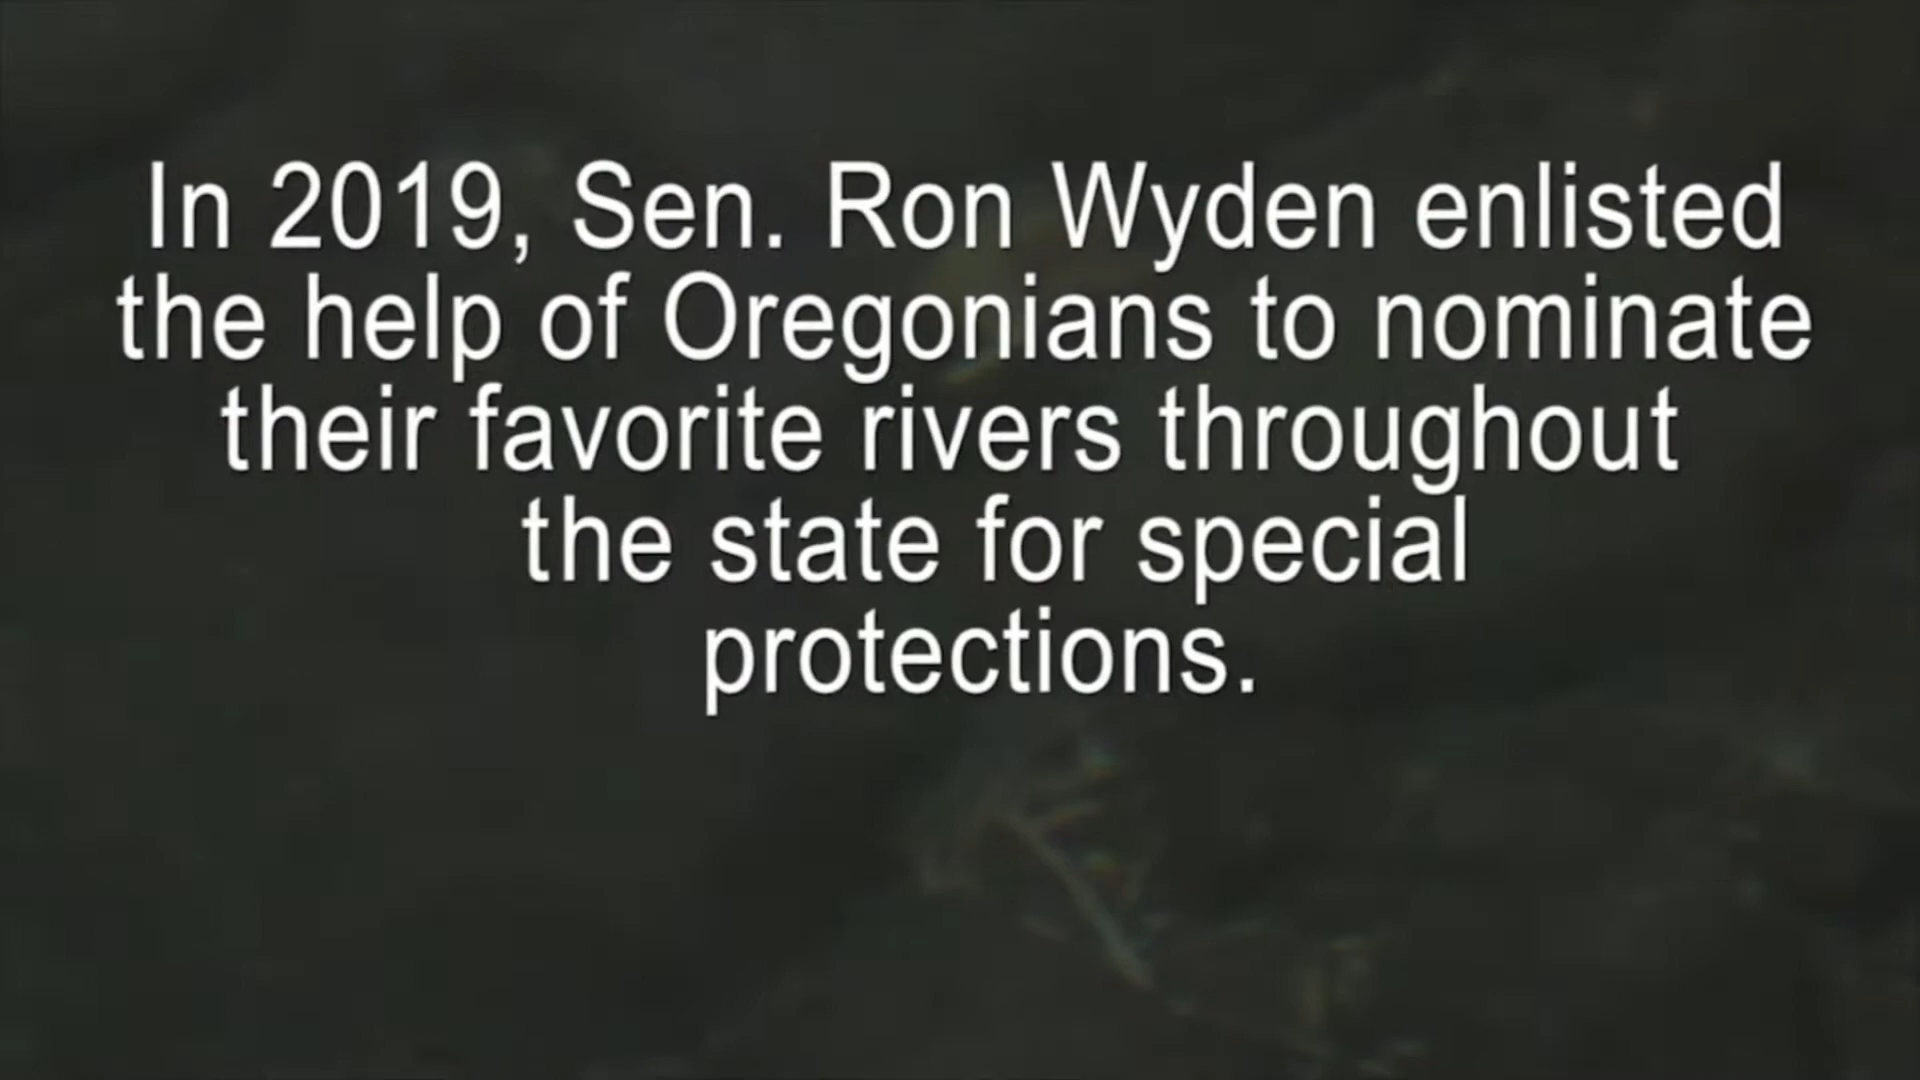 In 2019, Sen. Ron Wyden enlisted
the help of Oregonians to nominate
their favorite rivers throughout
the state for special
protections.